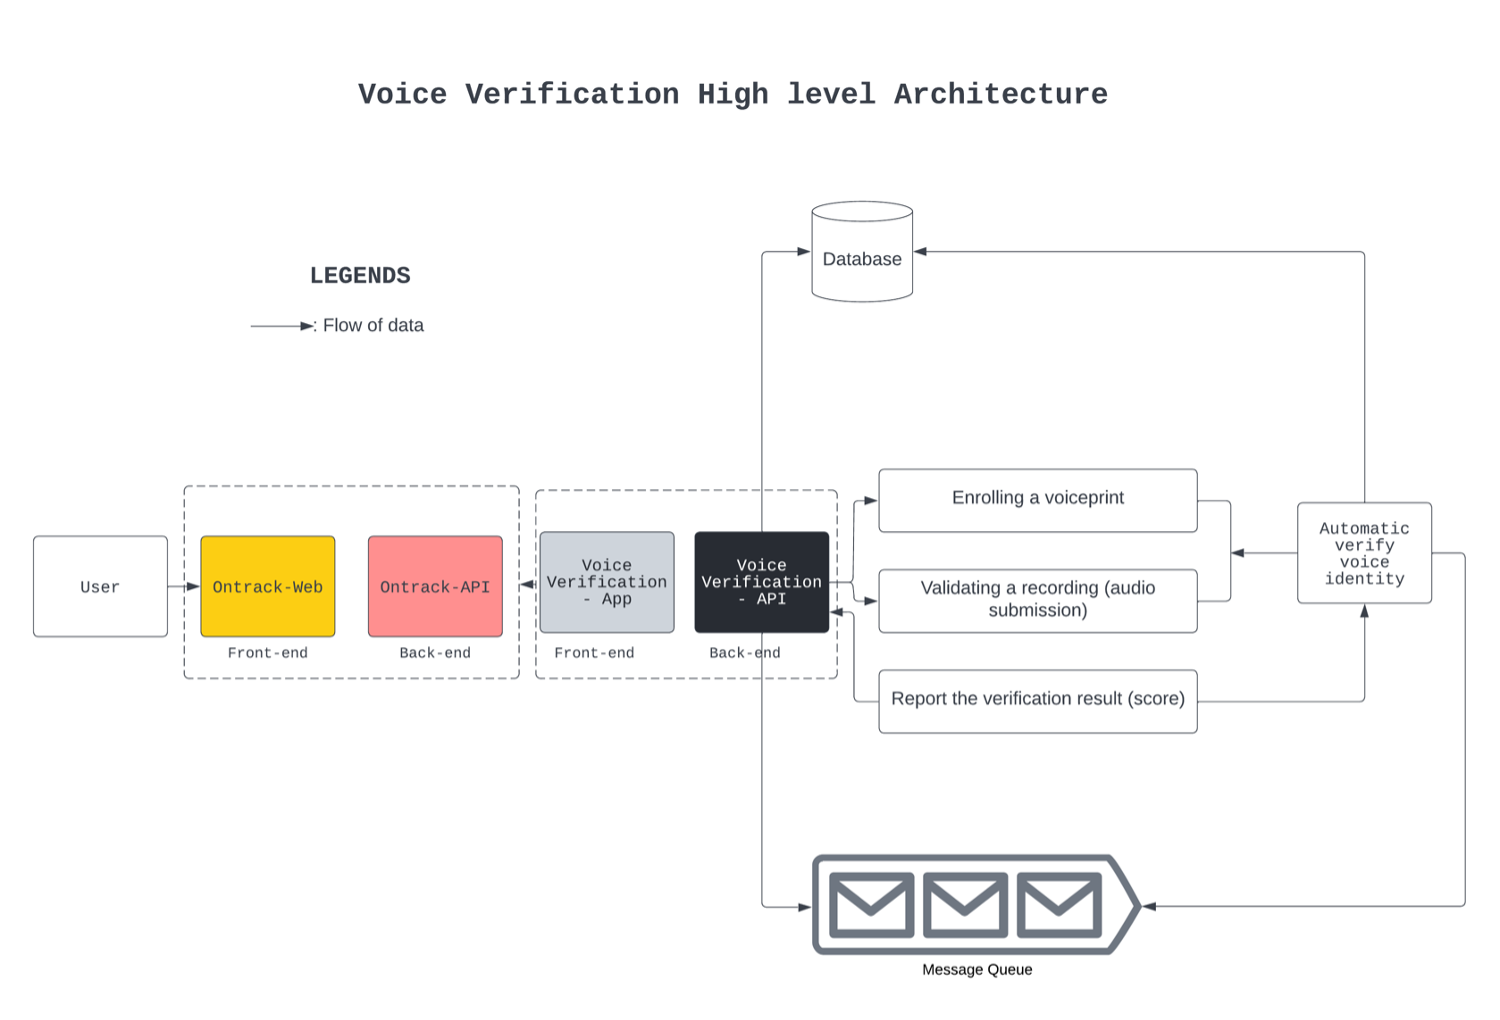 Voice Verification High level Architecture
LEGENDS
: Flow of data
Database
User
Ontrack-Web
Front-end
Ontrack-API
Back-end
Voice
Verification
- App
Front-end
Voice
Verification
- API
Back-end
Enrolling a voiceprint
Validating a recording (audio
submission)
Report the verification result (score)
Automatic
verify
voice
identity
Message Queue